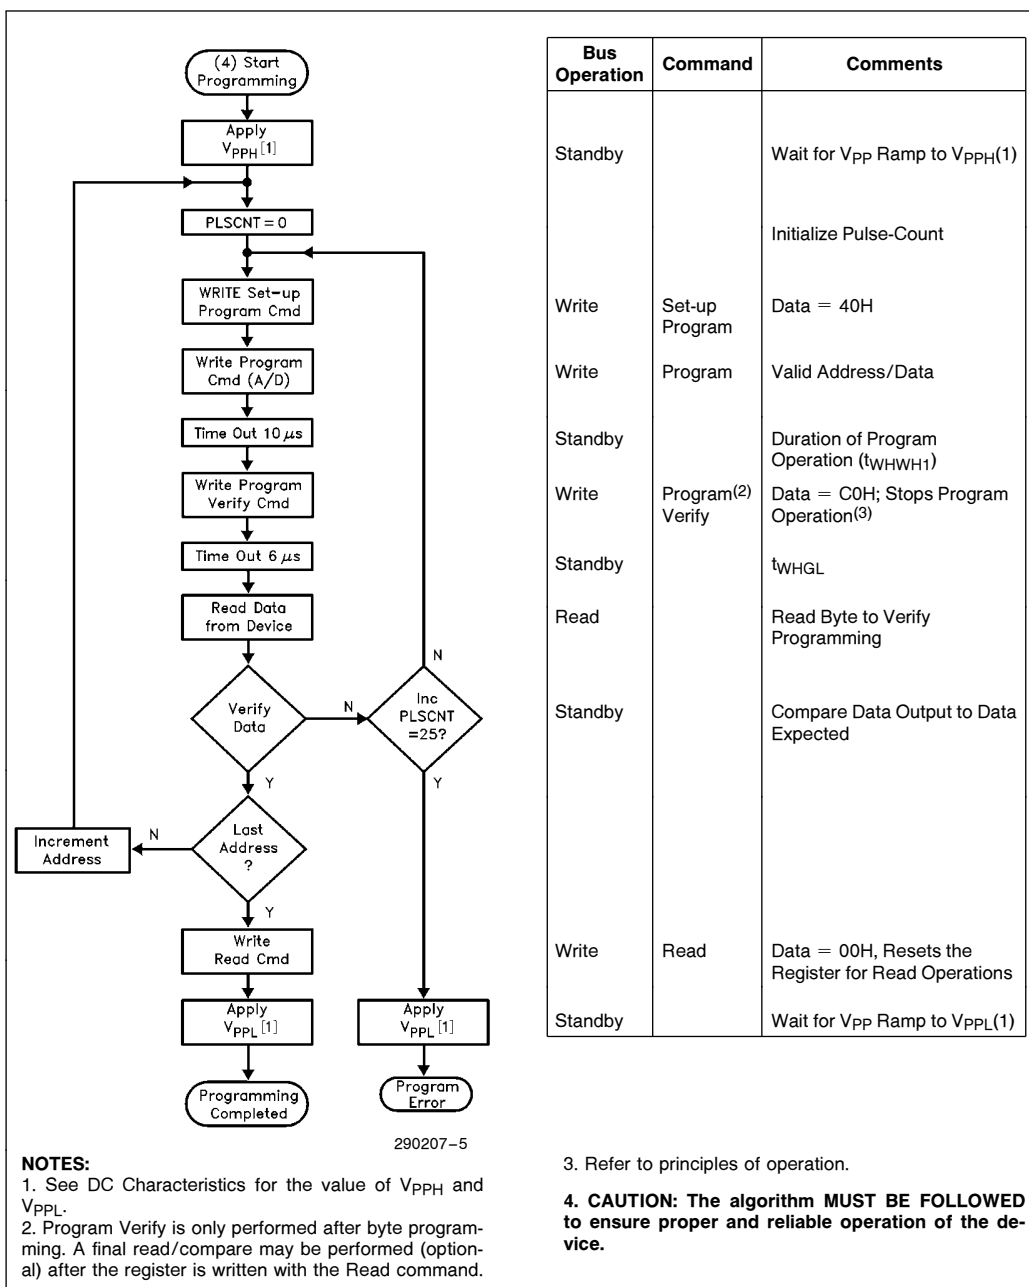 (4) Start
Programming
Apply
VPPH[1]
PLSCNT = 0
WRITE Set-up
Program Cmd
Write Program
Cmd (A/D)
Time Out 10 μs
Write Program
Verify Cmd
Time Out 6 μs
Read Data
from Device
Verify
Data
N
Y
Inc
PLSCNT
=25?
N
Y
Last
Address
?
N
Y
Increment
Address
Write
Read Cmd
Apply
VPPL[1]
Programming
Completed
Apply
VPPL[1]
Program
Error
290207-5
Bus
Operation
Command
Comments
Standby
Wait for VPP Ramp to VPPH(1)
Initialize Pulse-Count
Write
Set-up
Program
Data = 40H
Write
Program
Valid Address/Data
Standby
Duration of Program
Operation (tWHWH1)
Write
Program(2)
Verify
Data = C0H; Stops Program
Operation(3)
Standby
tWHGL
Read
Read Byte to Verify
Programming
Standby
Compare Data Output to Data
Expected
Write
Read
Data = 00H, Resets the
Register for Read Operations
Standby
Wait for VPP Ramp to VPPL(1)
NOTES:
1. See DC Characteristics for the value of VPPH and
VPPL.
2. Program Verify is only performed after byte program-
ming. A final read/compare may be performed (option-
al) after the register is written with the Read command.
3. Refer to principles of operation.
4. CAUTION: The algorithm MUST BE FOLLOWED
to ensure proper and reliable operation of the de-
vice.